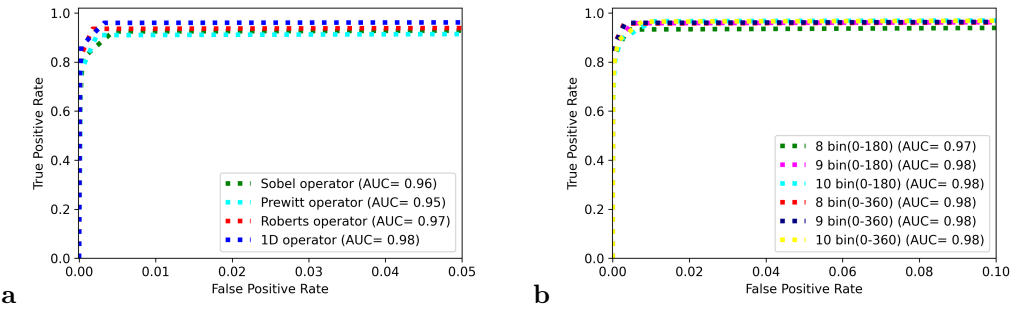 1.0
0.8
0.6
0.4
0.2
0.0
True Positive Rate
Sobel operator (AUC= 0.96)
Prewitt operator (AUC= 0.95)
Roberts operator (AUC= 0.97)
1D operator (AUC= 0.98)
0.00 0.01 0.02 0.03 0.04 0.05
False Positive Rate
a
1.0
0.8
0.6
0.4
0.2
0.0
True Positive Rate
8 bin(0-180) (AUC= 0.97)
9 bin(0-180) (AUC= 0.98)
10 bin(0-180) (AUC= 0.98)
8 bin(0-360) (AUC= 0.98)
9 bin(0-360) (AUC= 0.98)
10 bin(0-360) (AUC= 0.98)
0.00 0.02 0.04 0.06 0.08 0.10
False Positive Rate
b